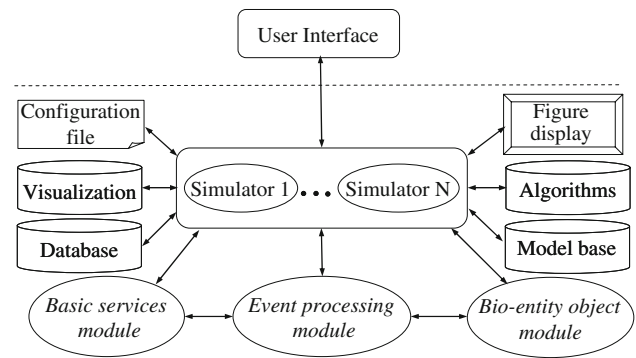 User Interface
Configuration
file
Figure
display
Visualization
Simulator 1
...
Simulator N
Algorithms
Database
Model base
Basic services
module
Event processing
module
Bio-entity object
module